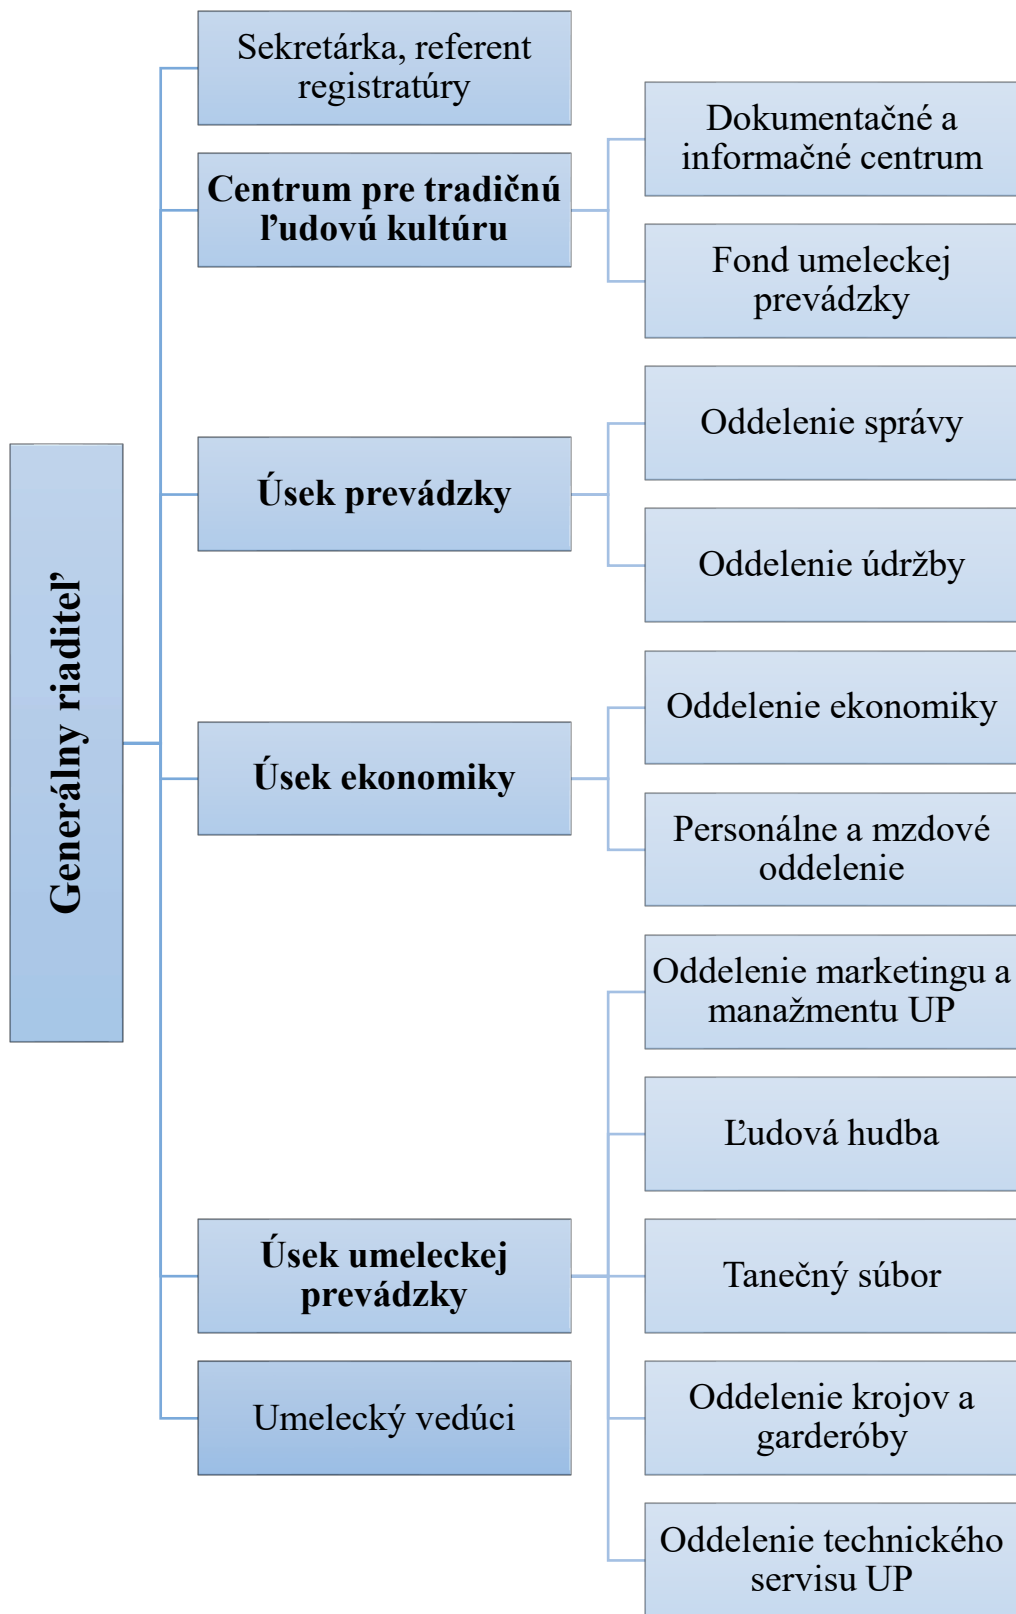 Generálny riaditeľ
Sekretárka, referent
registratúry
Centrum pre tradičnú
ľudovú kultúru
Dokumentačné a
informačné centrum
Fond umeleckej
prevádzky
Úsek prevádzky
Oddelenie správy
Oddelenie údržby
Úsek ekonomiky
Oddelenie ekonomiky
Personálne a mzdové
oddelenie
Úsek umeleckej
prevádzky
Oddelenie marketingu a
manažmentu UP
Ľudová hudba
Tanečný súbor
Oddelenie krojov a
garderóby
Oddelenie technického
servisu UP
Umelecký vedúci